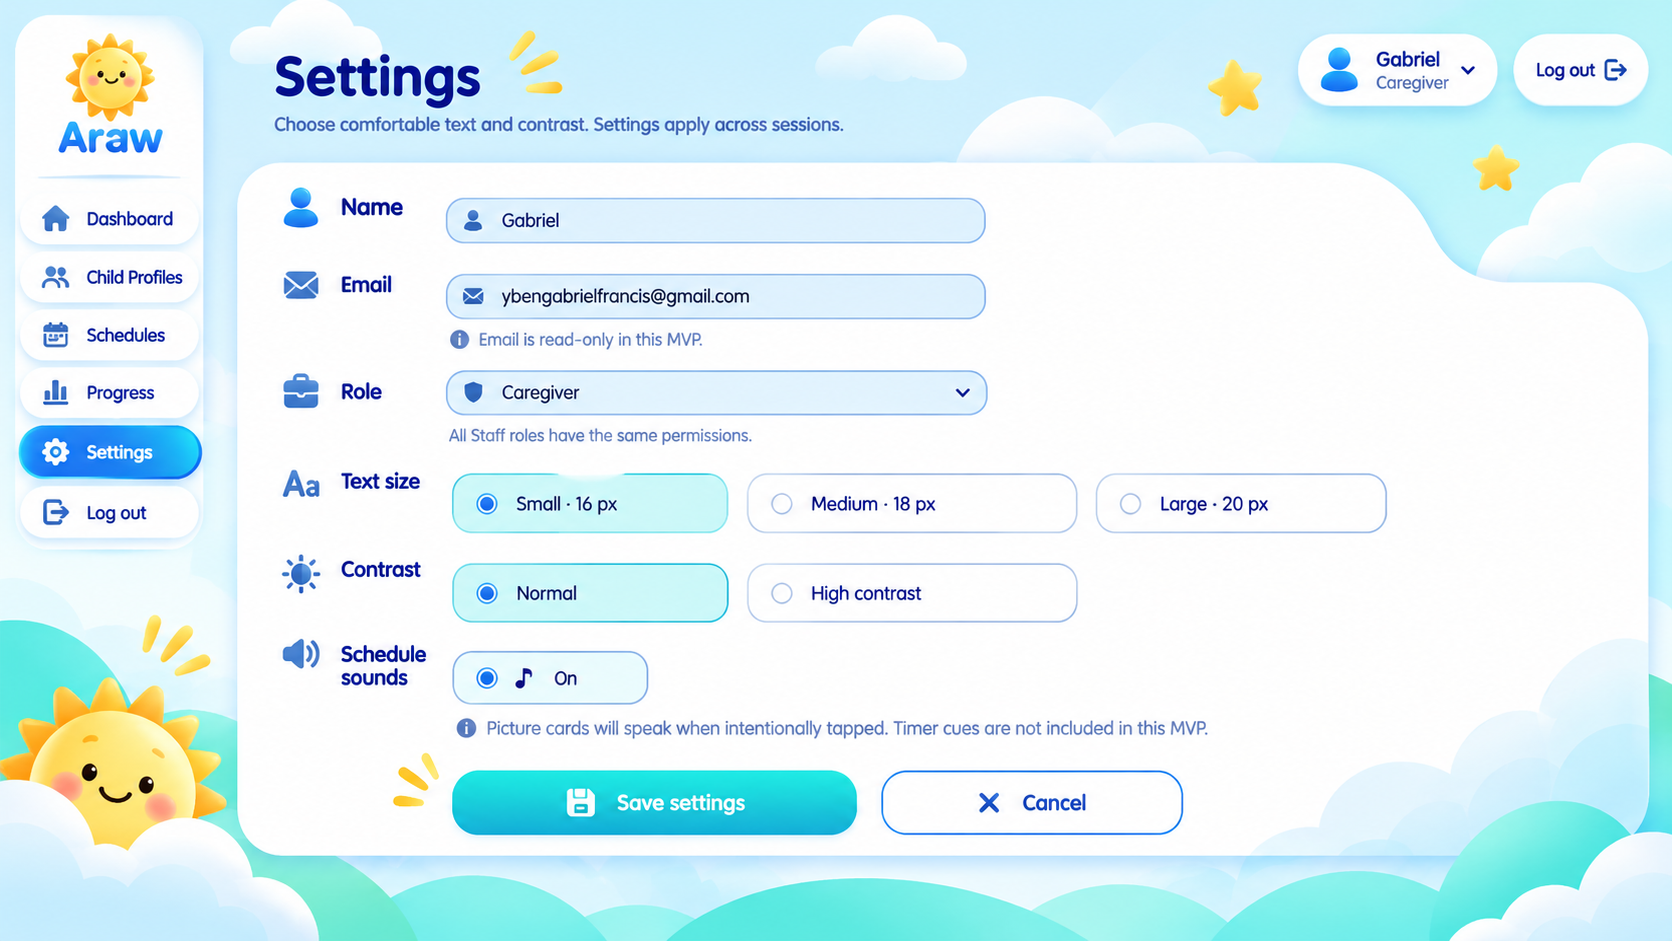 Araw
Dashboard
Child Profiles
Schedules
Progress
Settings
Log out
Settings
Choose comfortable text and contrast. Settings apply across sessions.
Gabriel
Caregiver
Log out
Name
Gabriel
Email
ybengabrielfrancis@gmail.com
Email is read-only in this MVP.
Role
Caregiver
All Staff roles have the same permissions.
Aa
Text size
Small · 16 px
Medium · 18 px
Large · 20 px
Contrast
Normal
High contrast
Schedule
sounds
On
Picture cards will speak when intentionally tapped. Timer cues are not included in this MVP.
Save settings
Cancel